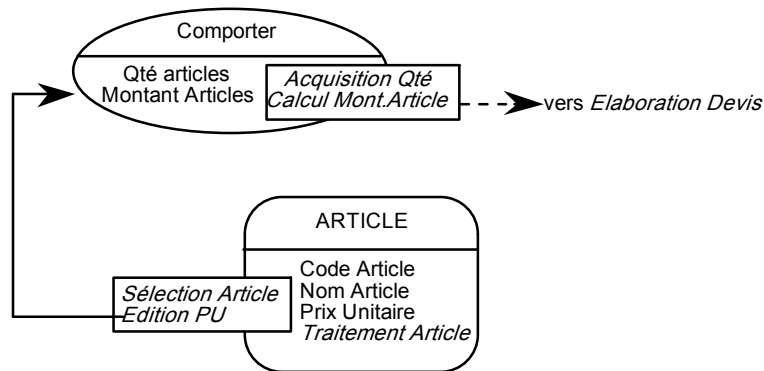 Comporter
Qté articles
Montant Articles
Acquisition Qté
Calcul Mont.Article
vers Elaboration Devis
ARTICLE
Code Article
Nom Article
Prix Unitaire
Traitement Article
Sélection Article
Edition PU